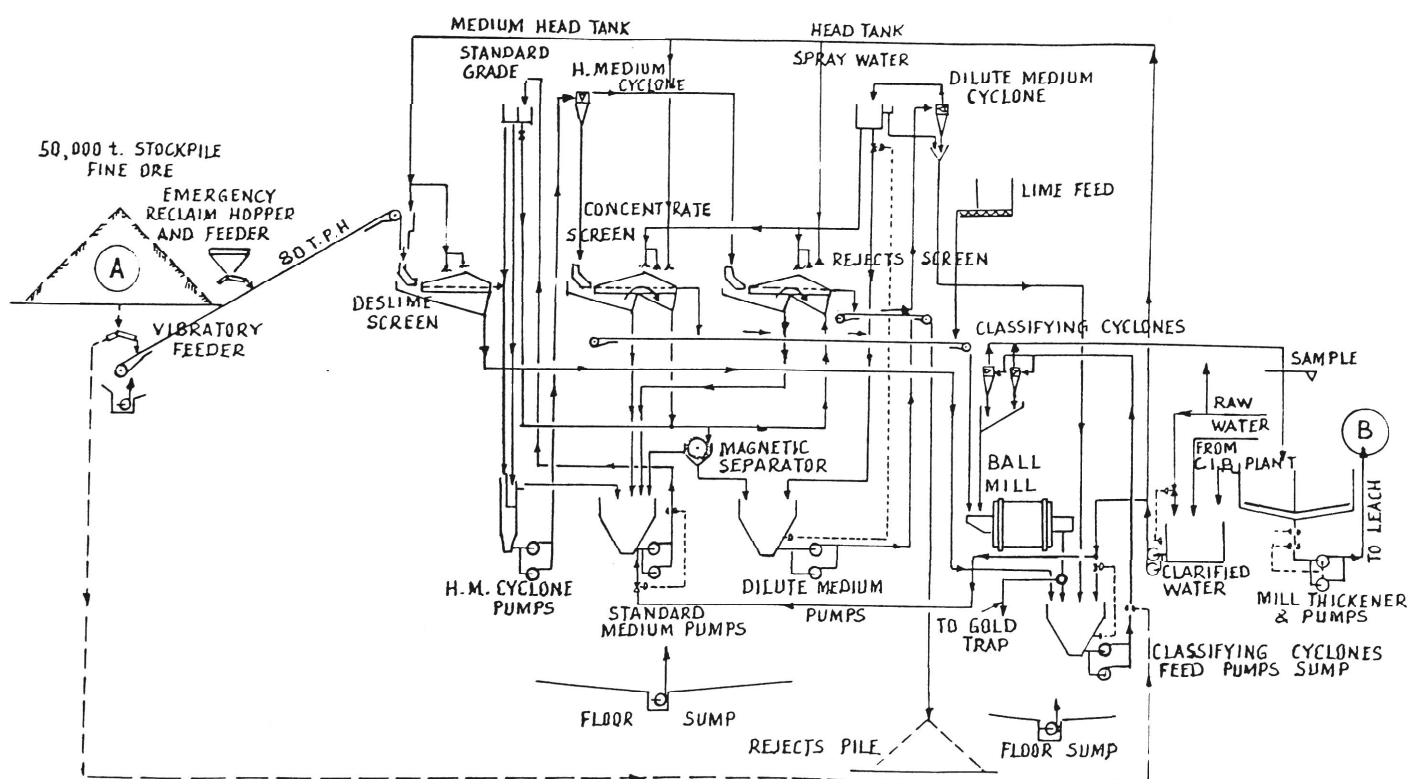 MEDIUM HEAD TANK
HEAD TANK
STANDARD
GRADE
H. MEDIUM
CYCLONE
SPRAY WATER
DILUTE MEDIUM
CYCLONE
50,000 t. STOCKPILE
FINE ORE
EMERGENCY
RECLAIM HOPPER
AND FEEDER
80 T.P.H
A
LIME FEED
CONCENTRATE
SCREEN
REJECTS SCREEN
DESLIME
SCREEN
VIBRATORY
FEEDER
CLASSIFYING CYCLONES
SAMPLE
RAW
WATER
FROM
C.I.P. PLANT
B
MAGNETIC
SEPARATOR
BALL
MILL
TO LEACH
H.M. CYCLONE
PUMPS
STANDARD
MEDIUM PUMPS
DILUTE MEDIUM
PUMPS
CLARIFIED
WATER
MILL THICKENER
& PUMPS
TO GOLD
TRAP
CLASSIFYING CYCLONES
FEED PUMPS SUMP
FLOOR SUMP
REJECTS PILE
FLOOR SUMP